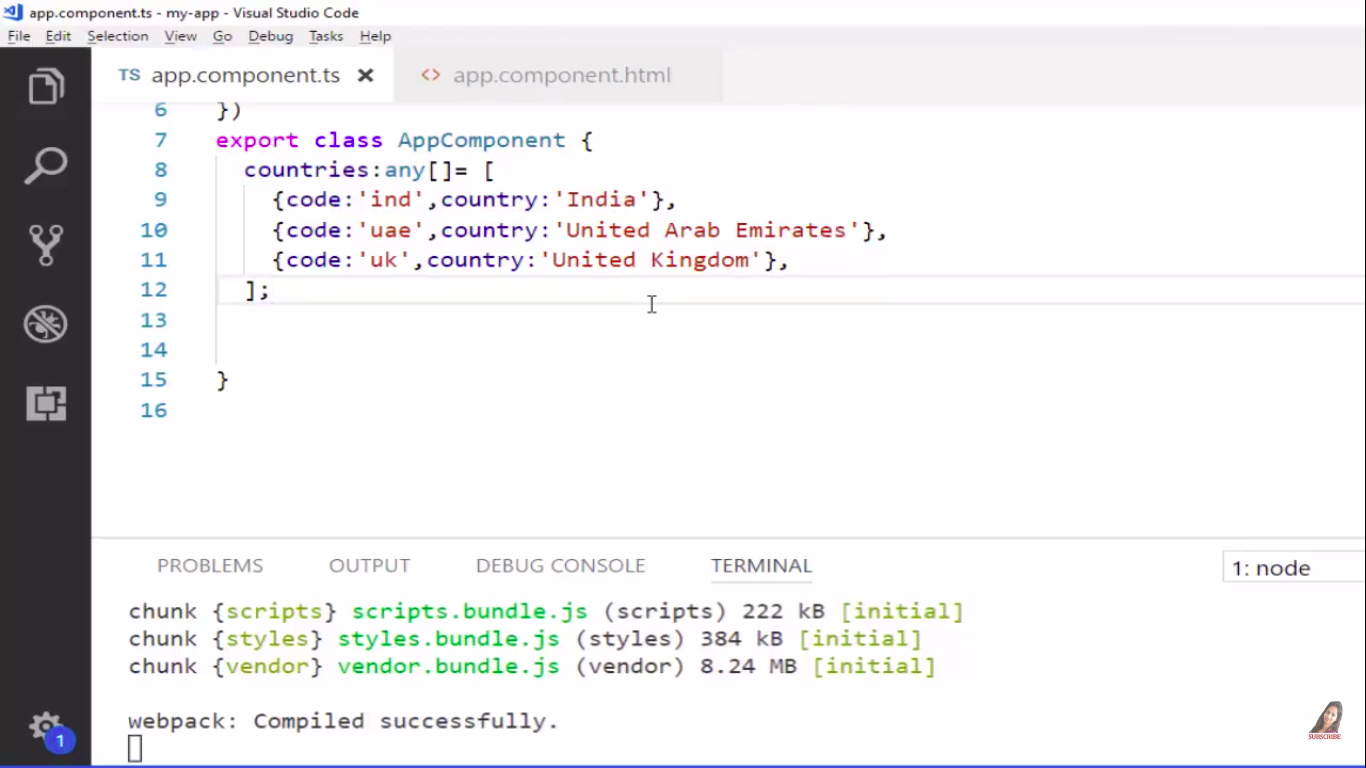 app.component.ts - my-app - Visual Studio Code
File Edit Selection View Go Debug Tasks Help
TS app.component.ts × <> app.component.html
6 })
7 export class AppComponent {
8 countries:any[]= [
9 {code:'ind',country:'India'},
10 {code:'uae',country:'United Arab Emirates'},
11 {code:'uk',country:'United Kingdom'},
12 ];
13
14
15 }
16
PROBLEMS OUTPUT DEBUG CONSOLE TERMINAL 1: node
chunk {scripts} scripts.bundle.js (scripts) 222 kB [initial]
chunk {styles} styles.bundle.js (styles) 384 kB [initial]
chunk {vendor} vendor.bundle.js (vendor) 8.24 MB [initial]
webpack: Compiled successfully.
1
SUBSCRIBE